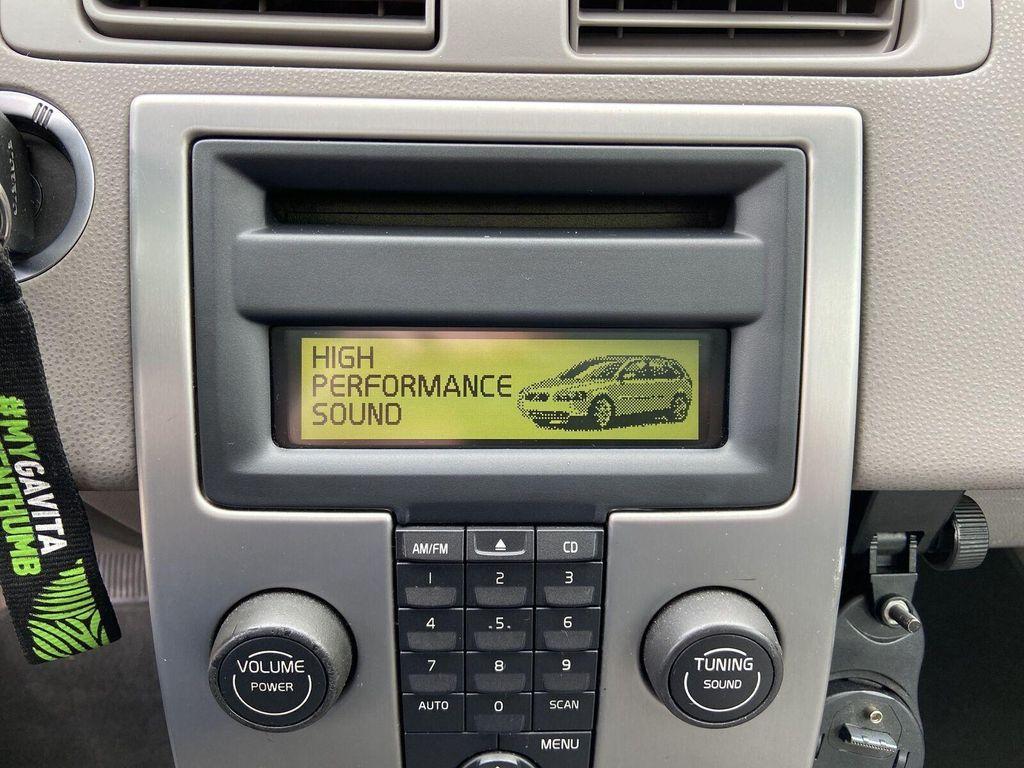 HIGH
PERFORMANCE
SOUND
AM/FM
CD
1
2
3
4
.5.
6
7
8
9
AUTO
0
SCAN
MENU
VOLUME
POWER
TUNING
SOUND
#MYGAVITA